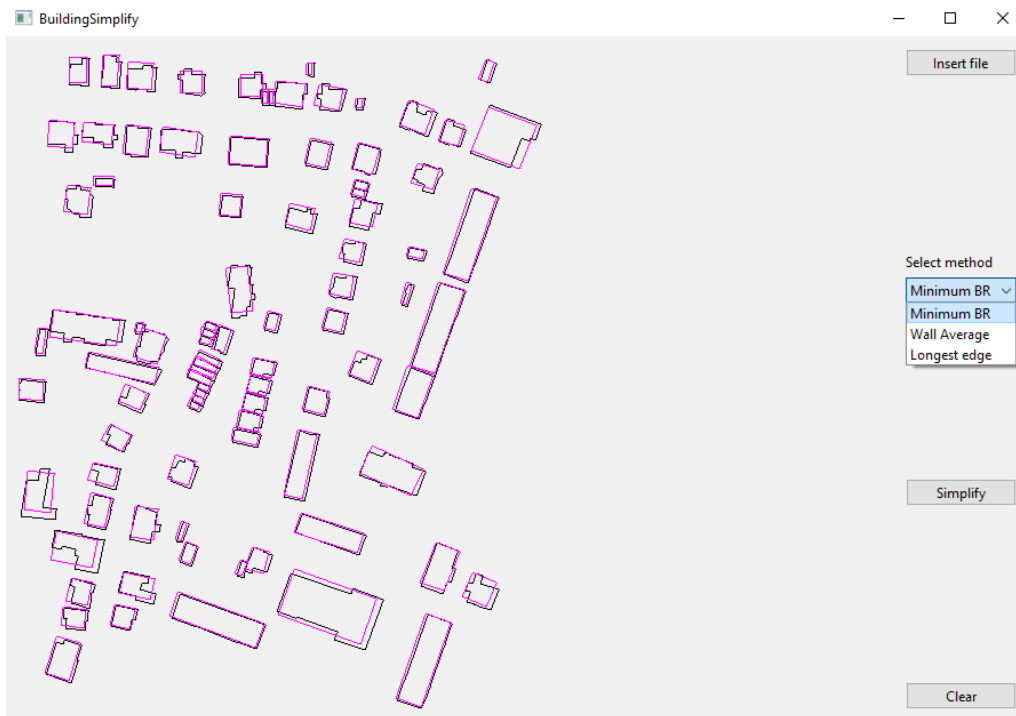 BuildingSimplify
Insert file
Select method
Minimum BR
Minimum BR
Wall Average
Longest edge
Simplify
Clear